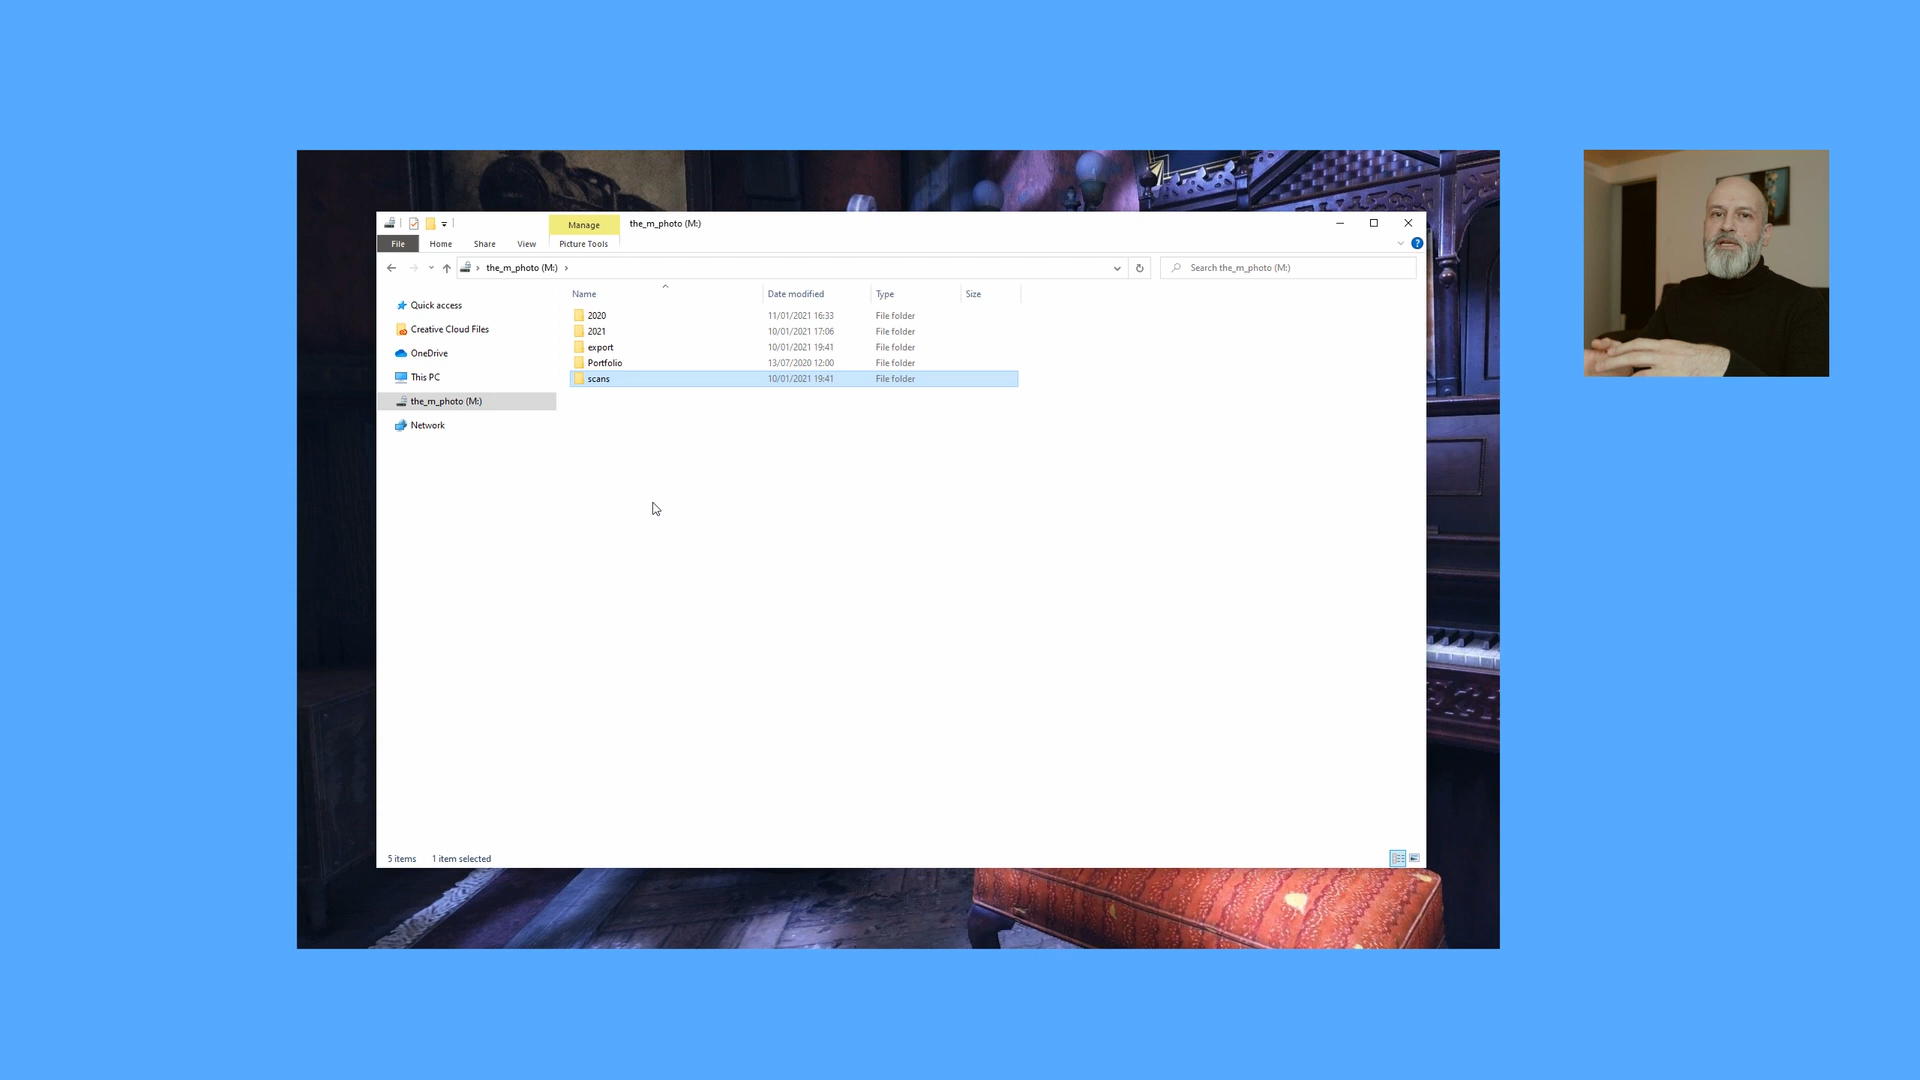 Manage
the_m_photo (M:)
File
Home
Share
View
Picture Tools
?
the_m_photo (M:)
Search the_m_photo (M:)
Name
Date modified
Type
Size
Quick access
Creative Cloud Files
OneDrive
This PC
the_m_photo (M:)
Network
2020 11/01/2021 16:33 File folder
2021 10/01/2021 17:06 File folder
export 10/01/2021 19:41 File folder
Portfolio 13/07/2020 12:00 File folder
scans 10/01/2021 19:41 File folder
5 items 1 item selected